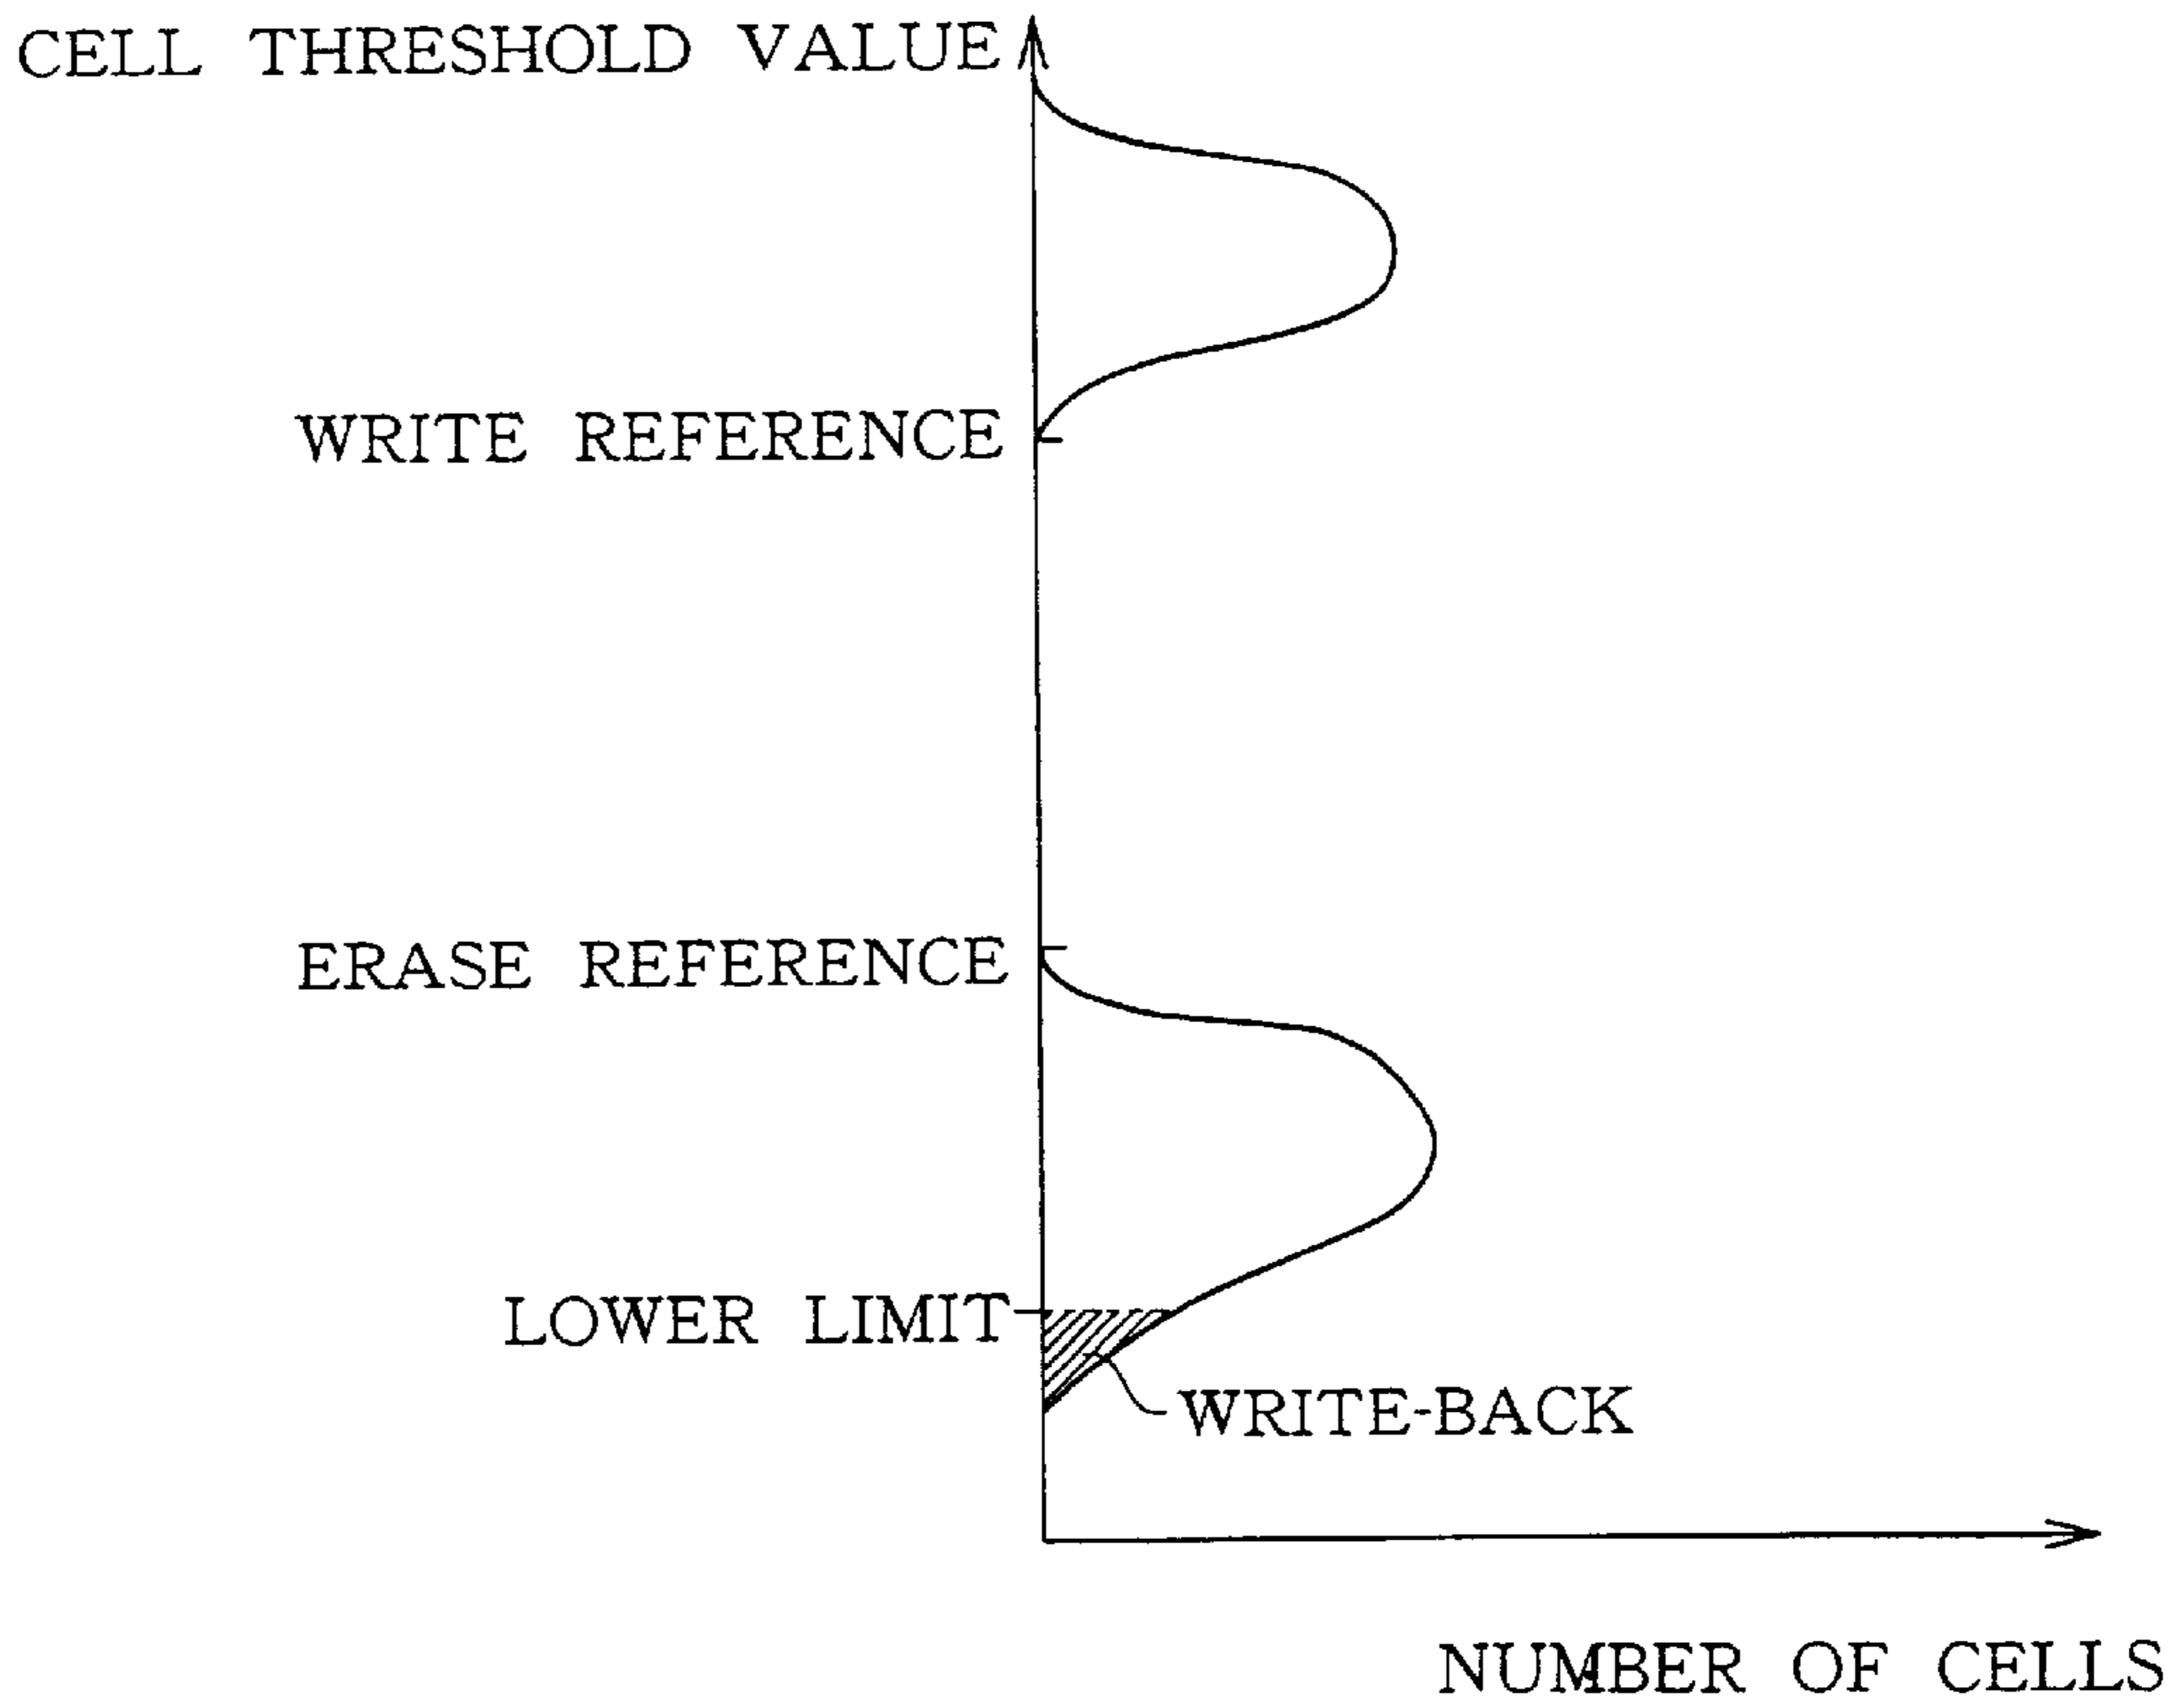 CELL THRESHOLD VALUE
WRITE REFERENCE
ERASE REFERENCE
LOWER LIMIT
WRITE-BACK
NUMBER OF CELLS